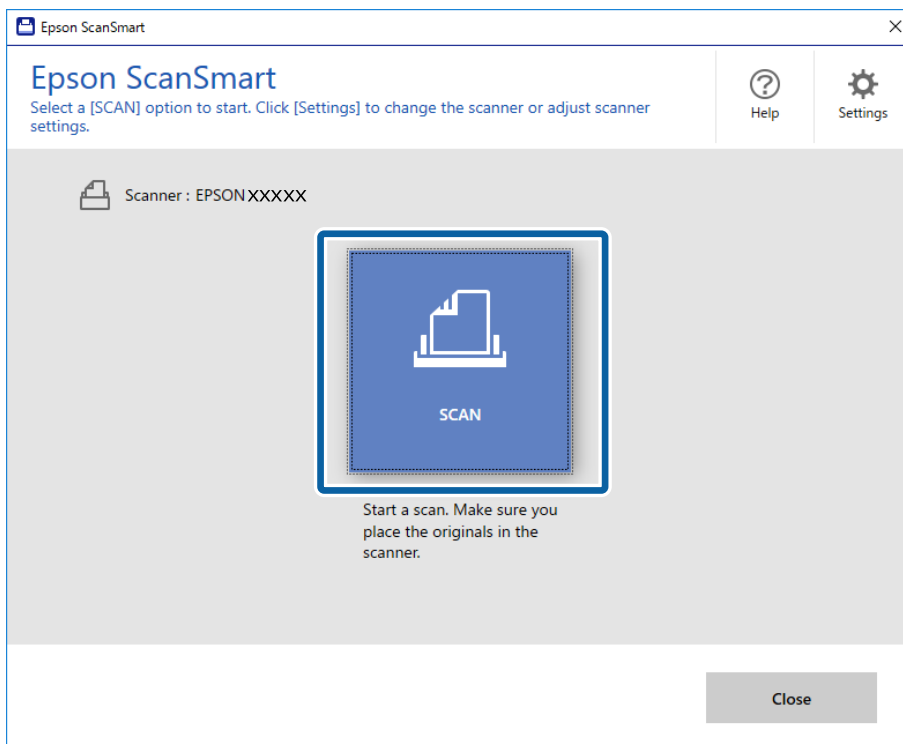 Epson ScanSmart
Epson ScanSmart
Select a [SCAN] option to start. Click [Settings] to change the scanner or adjust scanner
settings.
Help
Settings
Scanner : EPSON XXXXX
SCAN
Start a scan. Make sure you
place the originals in the
scanner.
Close